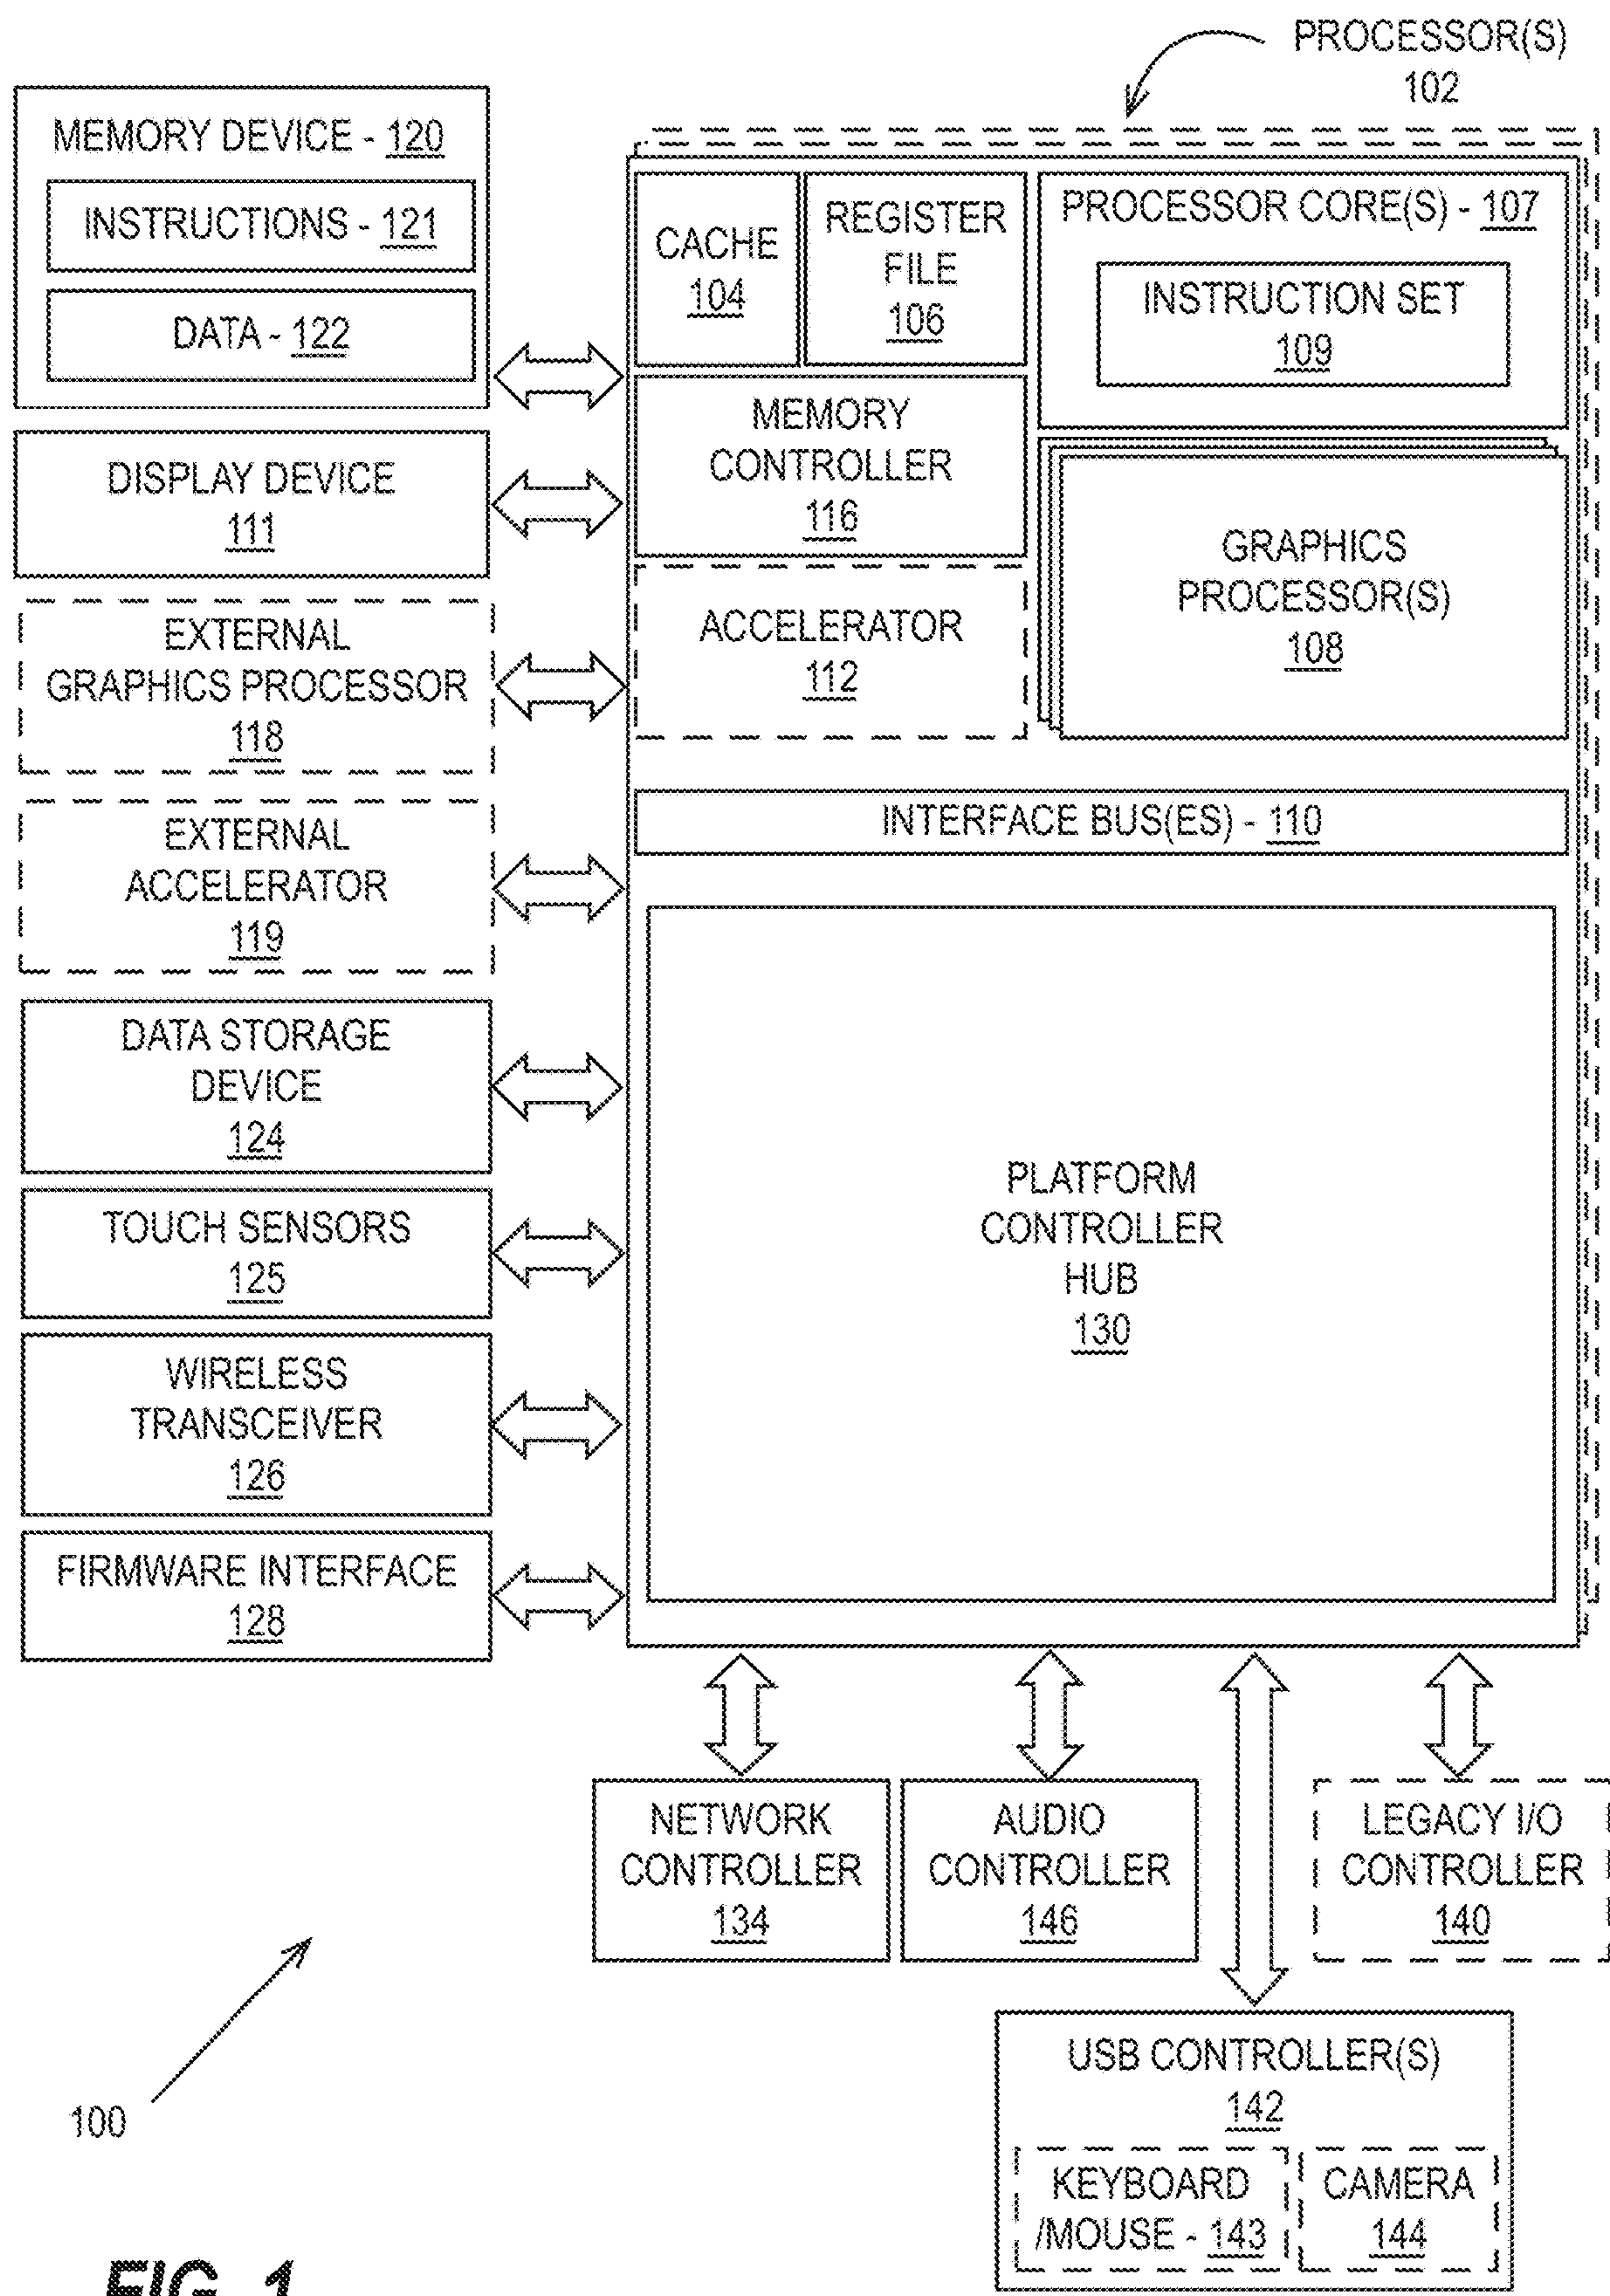 PROCESSOR(S)
102
MEMORY DEVICE - 120
INSTRUCTIONS - 121
DATA - 122
DISPLAY DEVICE
111
EXTERNAL
GRAPHICS PROCESSOR
118
EXTERNAL
ACCELERATOR
119
DATA STORAGE
DEVICE
124
TOUCH SENSORS
125
WIRELESS
TRANSCEIVER
126
FIRMWARE INTERFACE
128
CACHE
104
REGISTER
FILE
106
PROCESSOR CORE(S) - 107
INSTRUCTION SET
109
MEMORY
CONTROLLER
116
ACCELERATOR
112
GRAPHICS
PROCESSOR(S)
108
INTERFACE BUS(ES) - 110
PLATFORM
CONTROLLER
HUB
130
NETWORK
CONTROLLER
134
AUDIO
CONTROLLER
146
LEGACY I/O
CONTROLLER
140
USB CONTROLLER(S)
142
KEYBOARD
/MOUSE - 143
CAMERA
144
100
FIG. 1